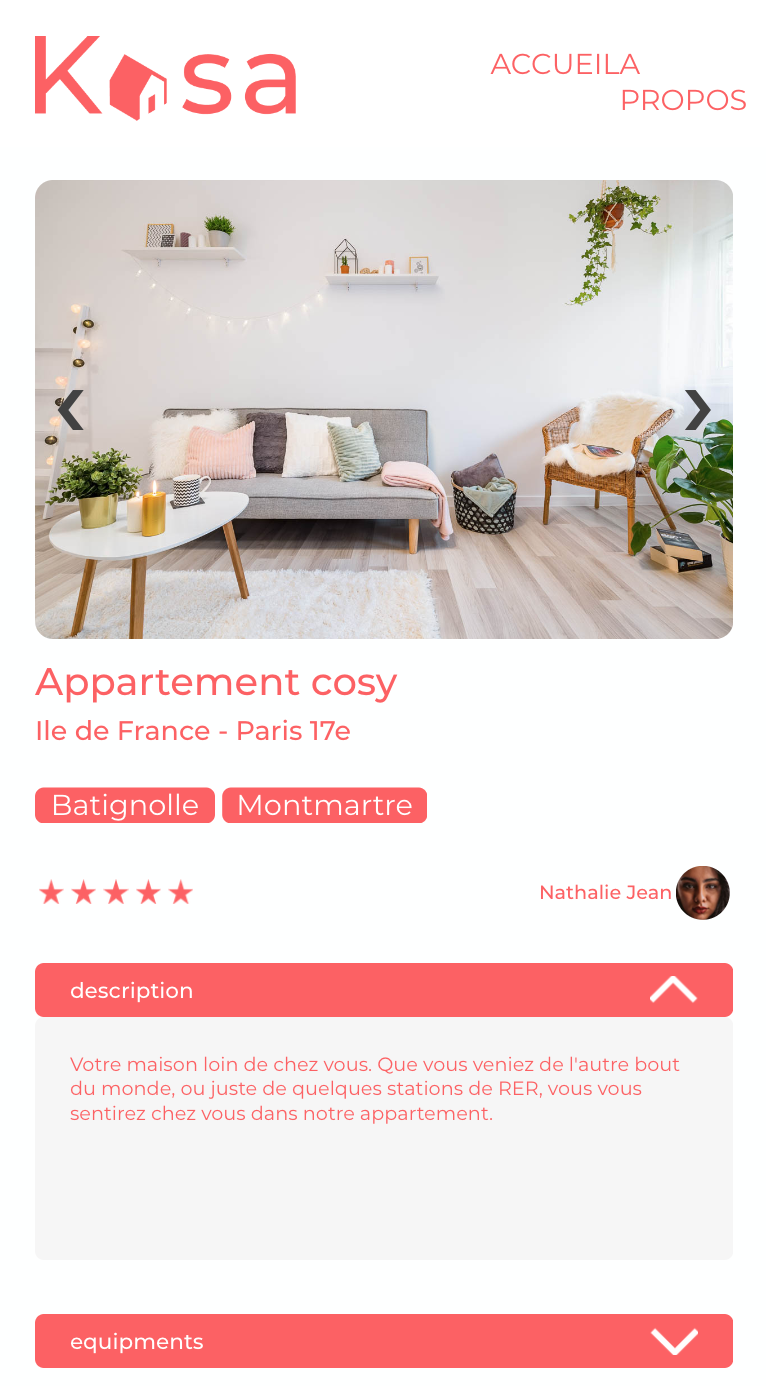 Kasa
ACCUEILA
PROPOS
Appartement cosy
Ile de France - Paris 17e
Batignolle Montmartre
Nathalie Jean
description
Votre maison loin de chez vous. Que vous veniez de l'autre bout
du monde, ou juste de quelques stations de RER, vous vous
sentirez chez vous dans notre appartement.
equipments